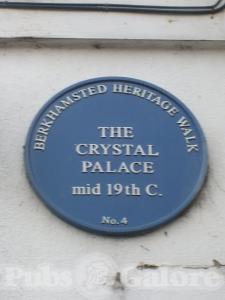 BERKHAMSTED HERITAGE WALK
THE
CRYSTAL
PALACE
mid 19th C.
No. 4
Pubs Galore